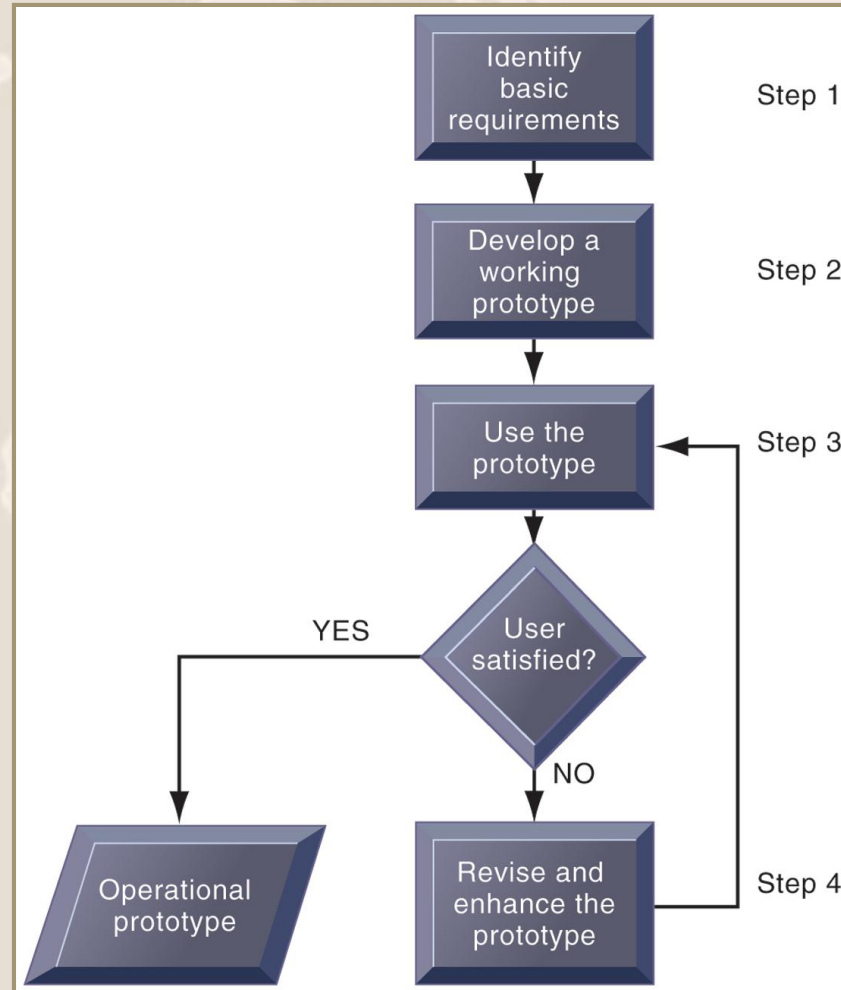 Identify
basic
requirements
Step 1
Develop a
working
prototype
Step 2
Use the
prototype
Step 3
User
satisfied?
YES
NO
Operational
prototype
Revise and
enhance the
prototype
Step 4